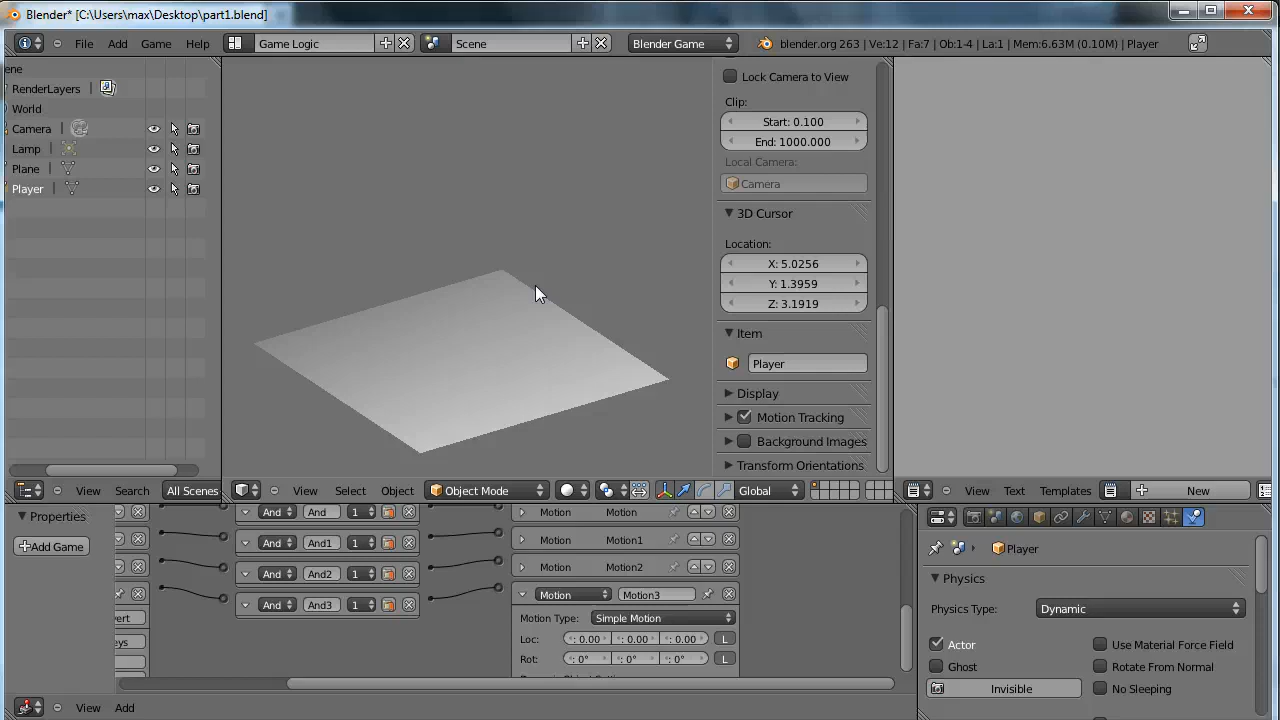 Blender* [C:\Users\max\Desktop\part1.blend]
File Add Game Help Game Logic Scene Blender Game blender.org 263 | Ve:12 | Fa:7 | Ob:1-4 | La:1 | Mem:6.63M (0.10M) | Player
ene
RenderLayers
World
Camera
Lamp
Plane
Player
Lock Camera to View
Clip:
Start: 0.100
End: 1000.000
Local Camera:
Camera
3D Cursor
Location:
X: 5.0256
Y: 1.3959
Z: 3.1919
Item
Player
Display
Motion Tracking
Background Images
Transform Orientations
View Search All Scenes
View Select Object Object Mode Global
View Text Templates New
Properties
Add Game
And And 1
And And1 1
And And2 1
And And3 1
vert
eys
Motion Motion
Motion Motion1
Motion Motion2
Motion Motion3
Motion Type: Simple Motion
Loc: : 0.00 : 0.00 : 0.00 L
Rot: : 0° : 0° : 0° L
View Add
Player
Physics
Physics Type: Dynamic
Actor Use Material Force Field
Ghost Rotate From Normal
Invisible No Sleeping